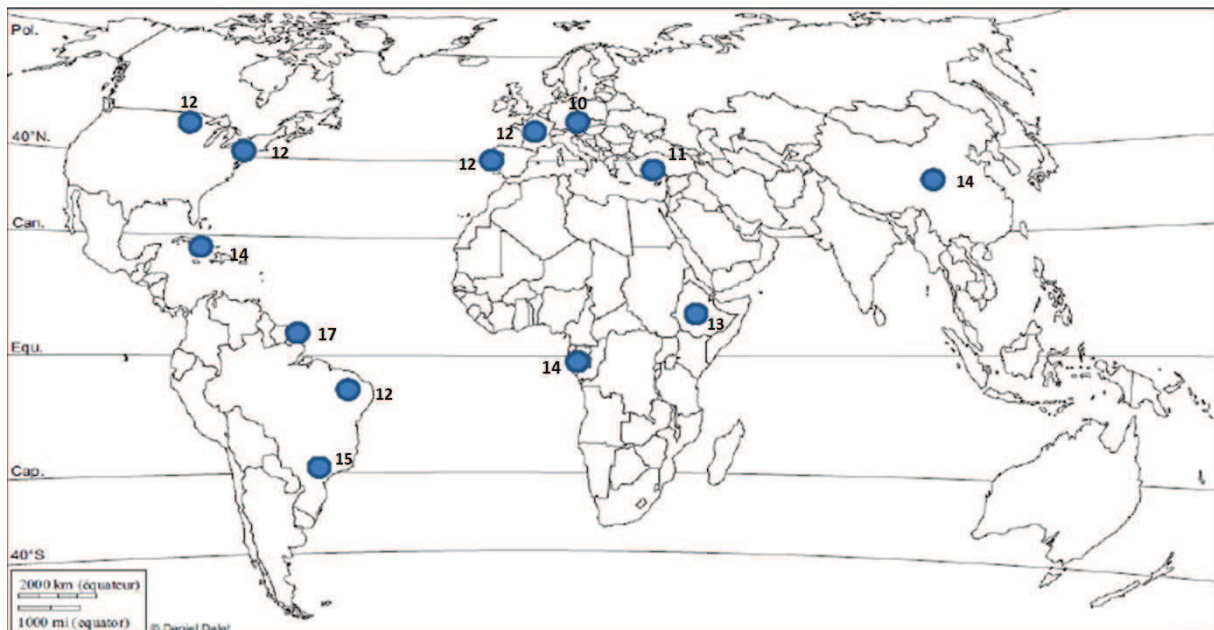 Pol.
12
10
40°N.
12
12
12
11
14
Can.
14
17
13
Equ.
14
12
15
Cap.
40°S
2000 km (équateur)
1000 mi (equator)
© Daniel Dalet